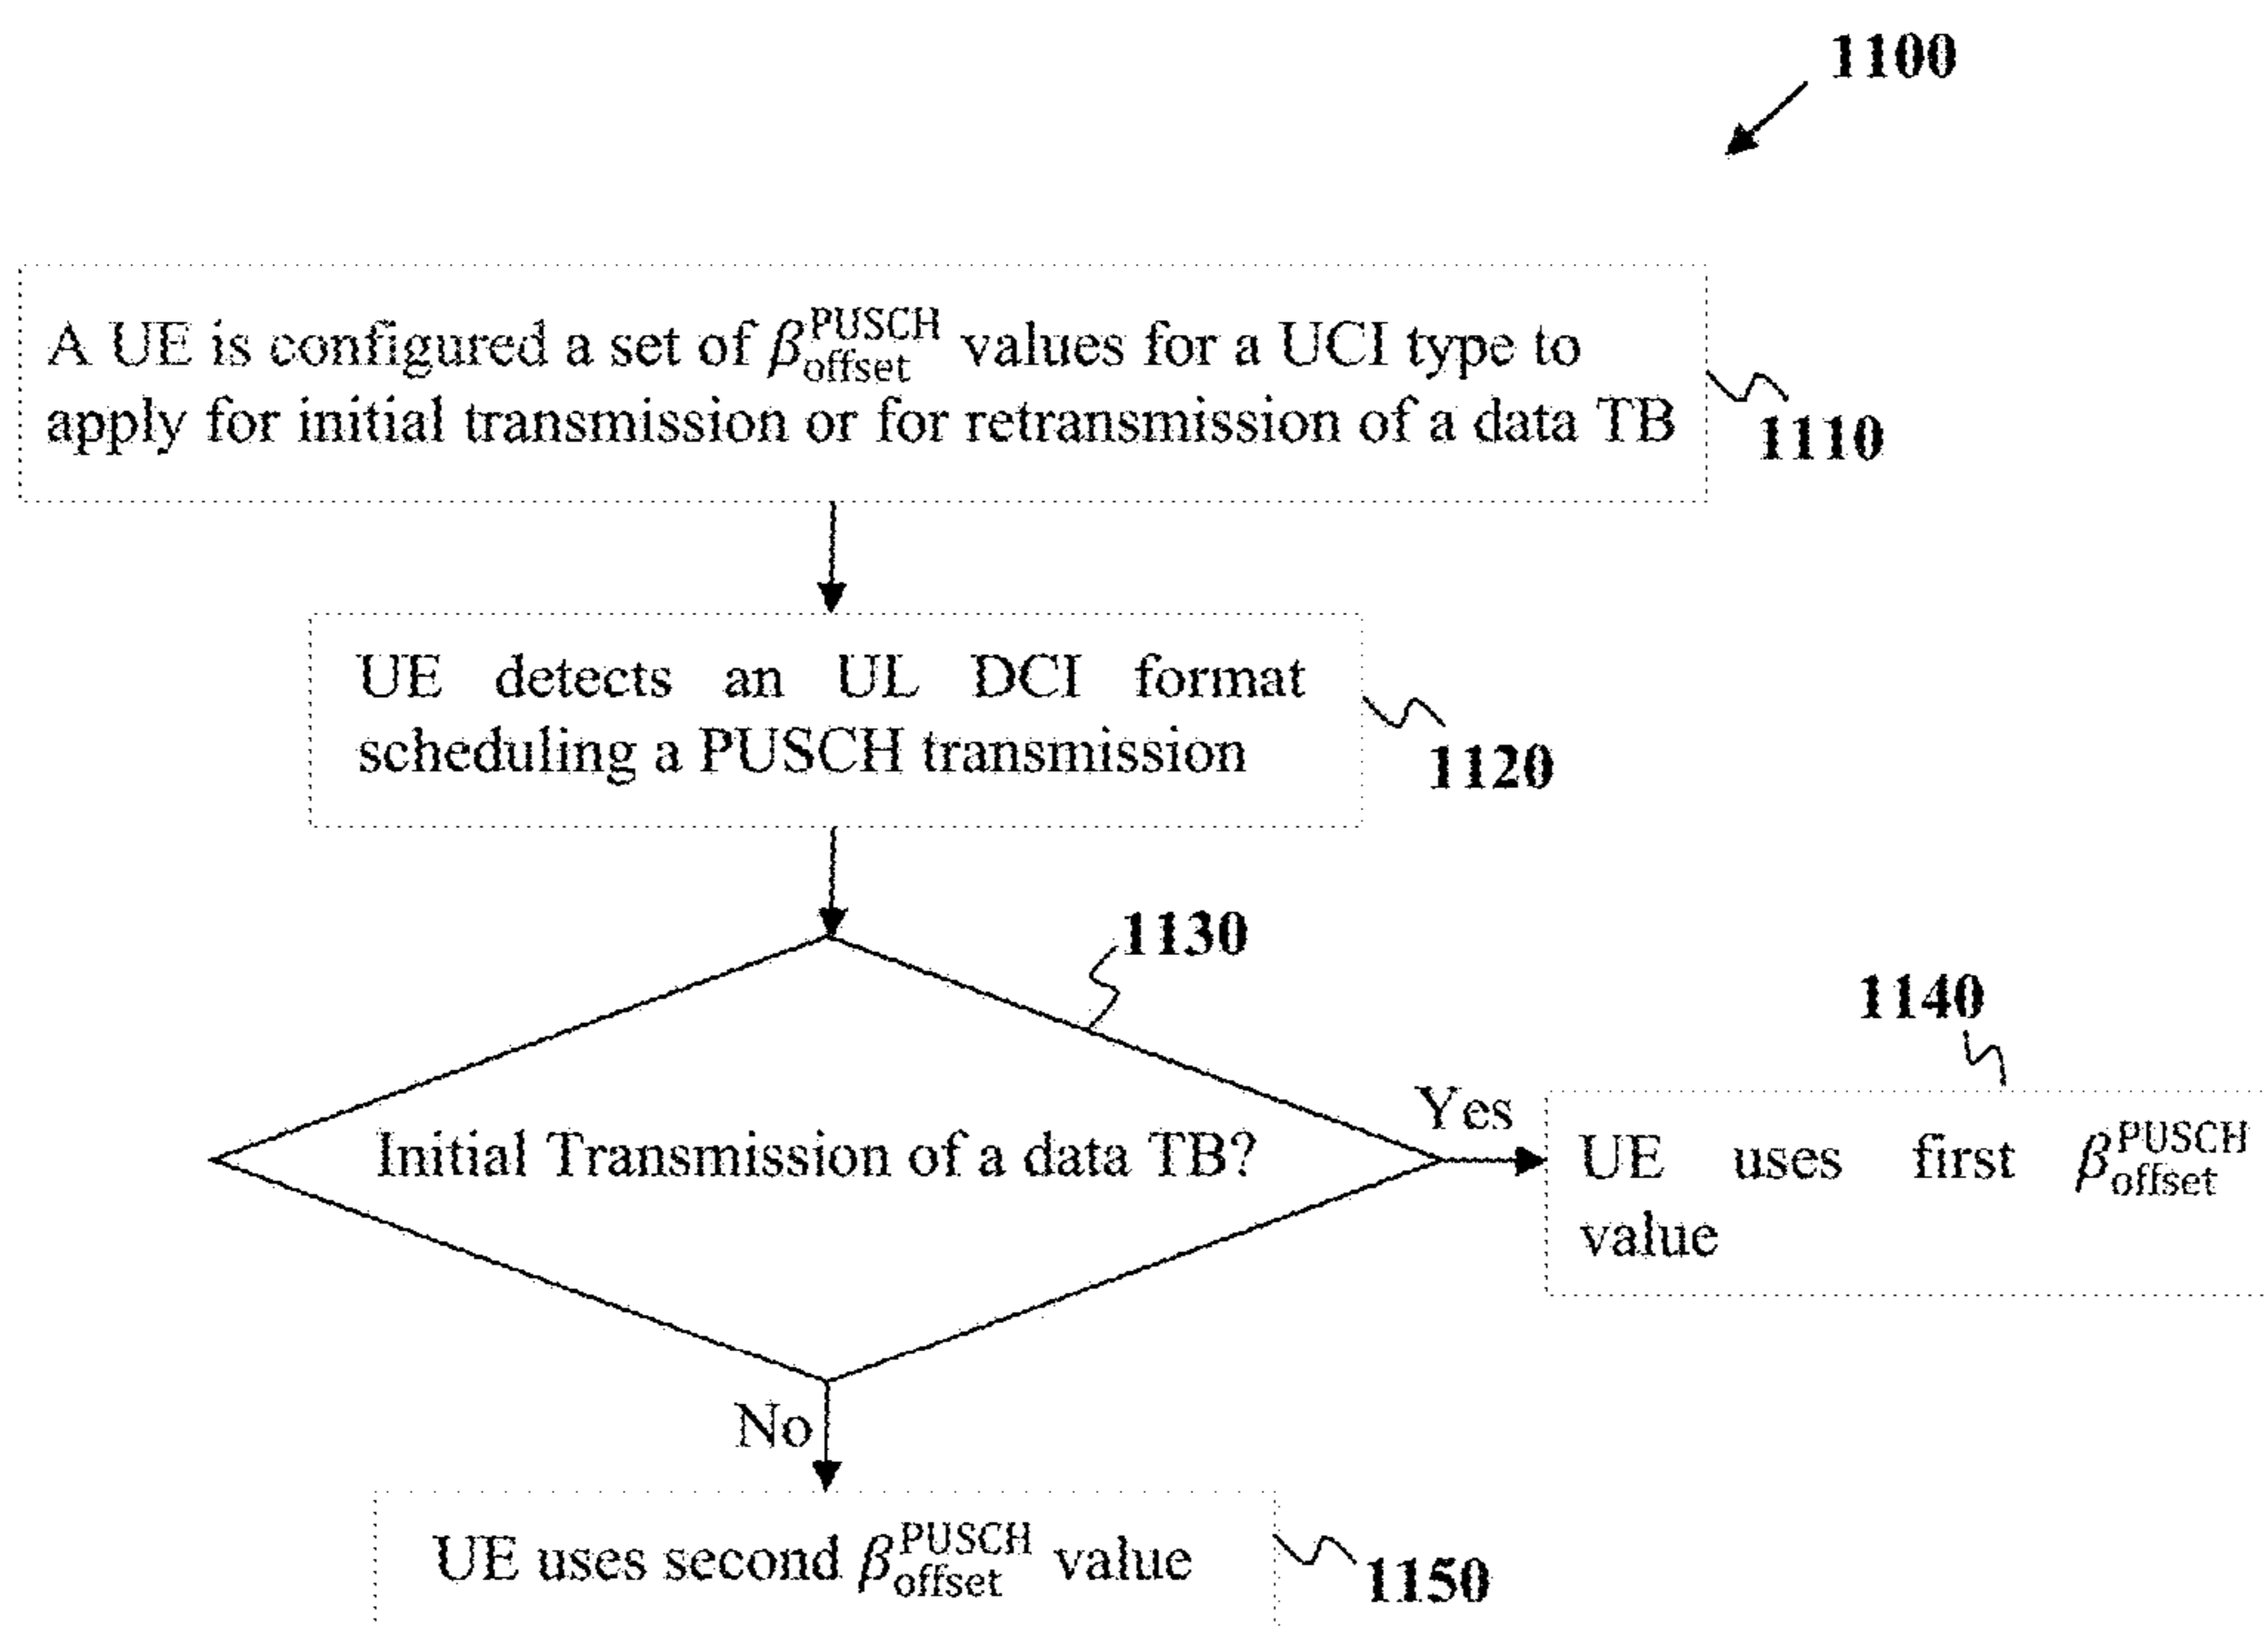 1100
A UE is configured a set of β_offset^PUSCH values for a UCI type to
apply for initial transmission or for retransmission of a data TB
1110
UE detects an UL DCI format
scheduling a PUSCH transmission
1120
1130
Initial Transmission of a data TB?
Yes
1140
UE uses first β_offset^PUSCH
value
No
UE uses second β_offset^PUSCH value
1150